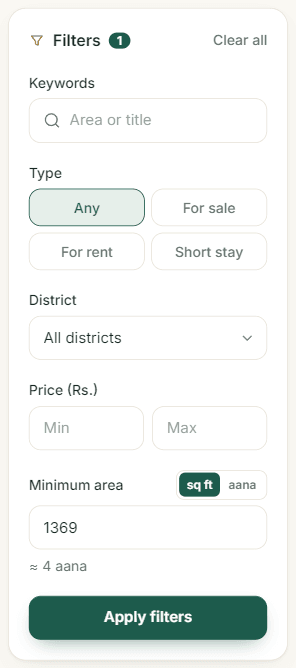 Filters 1 Clear all
Keywords
Area or title
Type
Any For sale
For rent Short stay
District
All districts
Price (Rs.)
Min Max
Minimum area sq ft aana
1369
≈ 4 aana
Apply filters